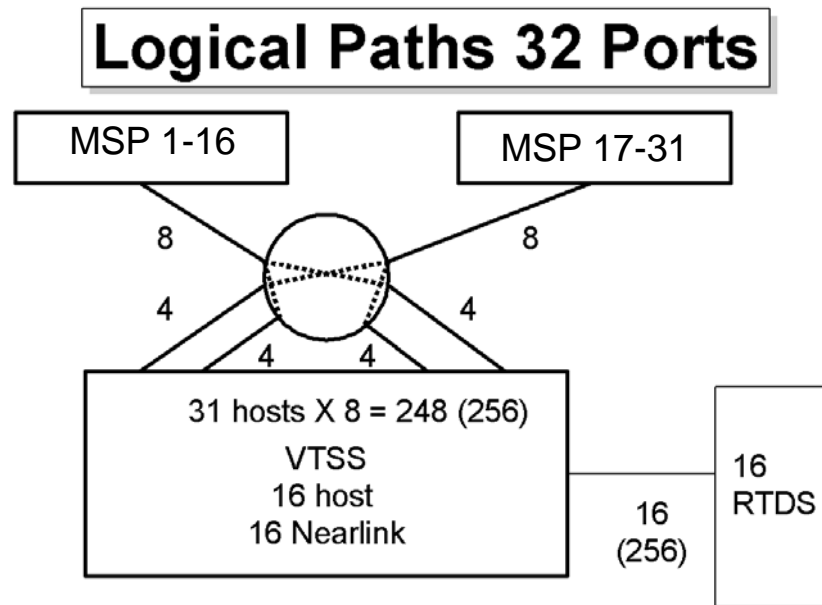 Logical Paths 32 Ports
MSP 1-16
MSP 17-31
8
8
4
4
4
4
31 hosts X 8 = 248 (256)
VTSS
16 host
16 Nearlink
16
(256)
16
RTDS